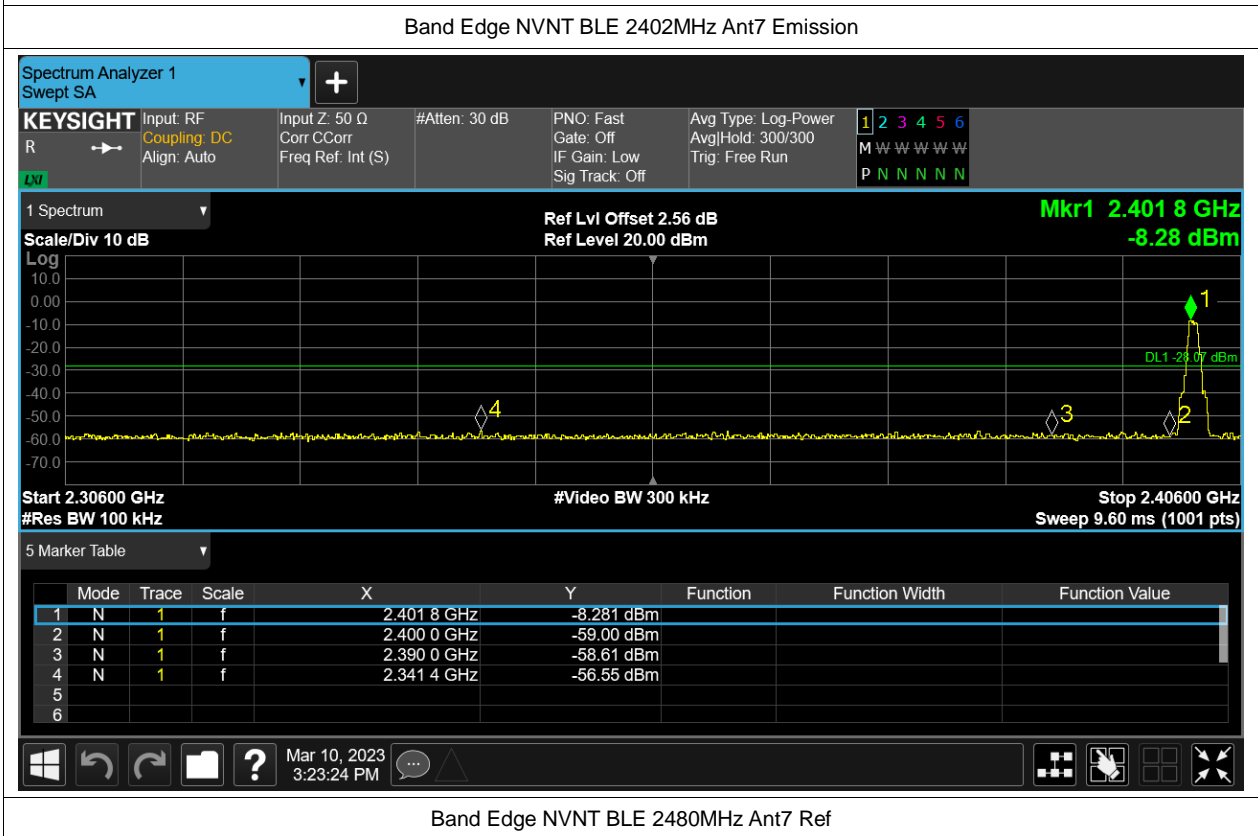 Band Edge NVNT BLE 2402MHz Ant7 Emission
Spectrum Analyzer 1
Swept SA
+
KEYSIGHT Input: RF Input Z: 50 Ω #Atten: 30 dB PNO: Fast Avg Type: Log-Power 1 2 3 4 5 6
R Coupling: DC Corr CCorr Gate: Off Avg|Hold: 300/300 M W W W W W
Align: Auto Freq Ref: Int (S) IF Gain: Low Trig: Free Run
LXI Sig Track: Off P N N N N N
1 Spectrum Ref Lvl Offset 2.56 dB Mkr1 2.401 8 GHz
Scale/Div 10 dB Ref Level 20.00 dBm -8.28 dBm
Log
10.0
0.00 1
-10.0
-20.0
DL1 -28.07 dBm
-30.0
-40.0
-50.0 4 3 2
-60.0
-70.0
Start 2.30600 GHz #Video BW 300 kHz Stop 2.40600 GHz
#Res BW 100 kHz Sweep 9.60 ms (1001 pts)
5 Marker Table
Mode Trace Scale X Y Function Function Width Function Value
1 N 1 f 2.401 8 GHz -8.281 dBm
2 N 1 f 2.400 0 GHz -59.00 dBm
3 N 1 f 2.390 0 GHz -58.61 dBm
4 N 1 f 2.341 4 GHz -56.55 dBm
5
6
? Mar 10, 2023
3:23:24 PM
Band Edge NVNT BLE 2480MHz Ant7 Ref